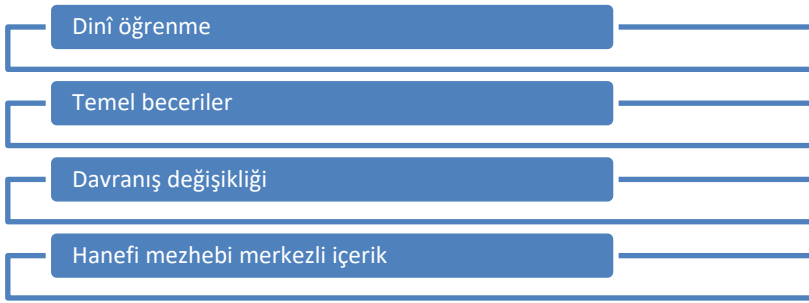 Dinî öğrenme
Temel beceriler
Davranış değişikliği
Hanefi mezhebi merkezli içerik